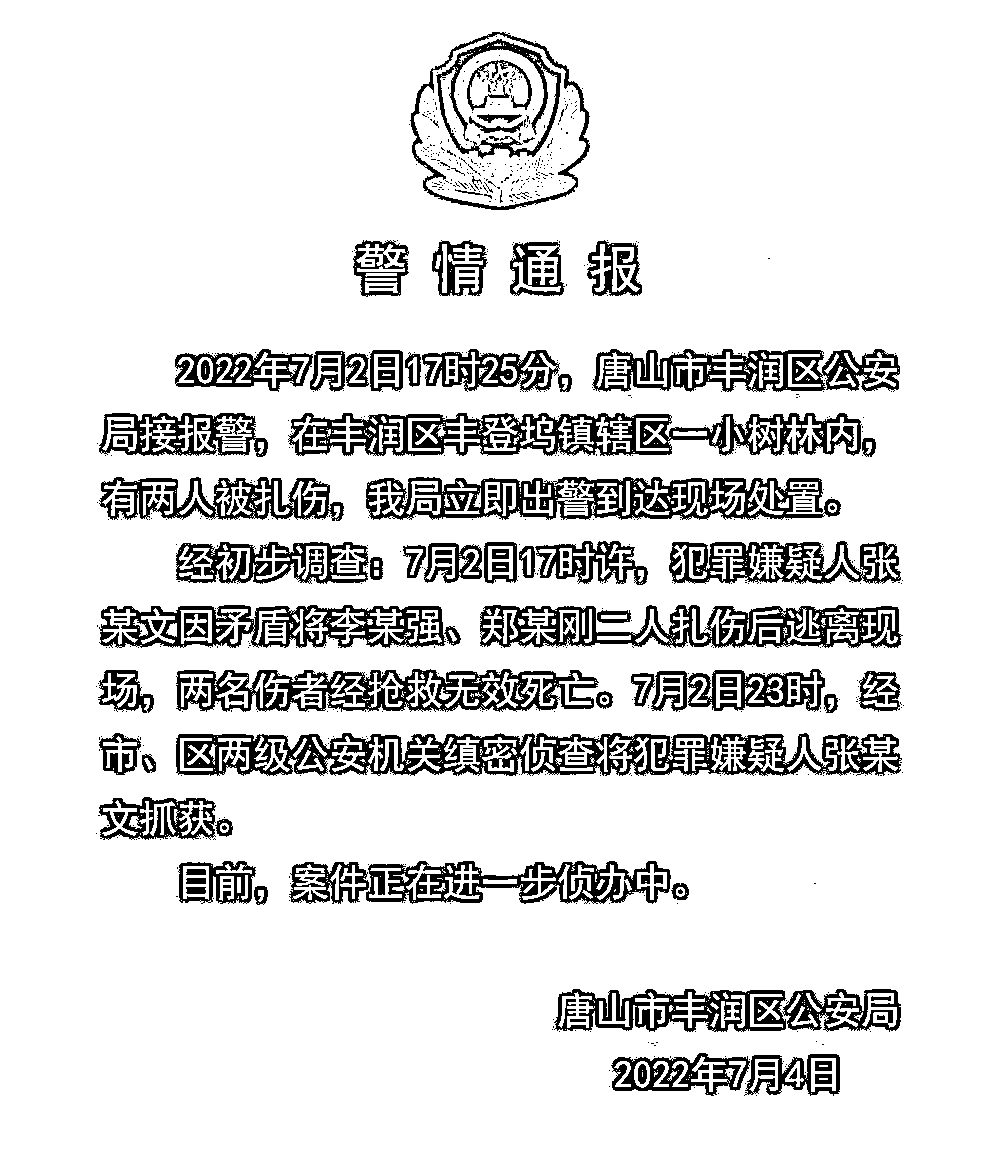 警情通报
2022年7月2日17时25分，唐山市丰润区公安
局接报警，在丰润区丰登坞镇辖区一小树林内，
有两人被扎伤，我局立即出警到达现场处置。
经初步调查：7月2日17时许，犯罪嫌疑人张
某文因矛盾将李某强、郑某刚二人扎伤后逃离现
场，两名伤者经抢救无效死亡。7月2日23时，经
市、区两级公安机关缜密侦查将犯罪嫌疑人张某
文抓获。
目前，案件正在进一步侦办中。
唐山市丰润区公安局
2022年7月4日